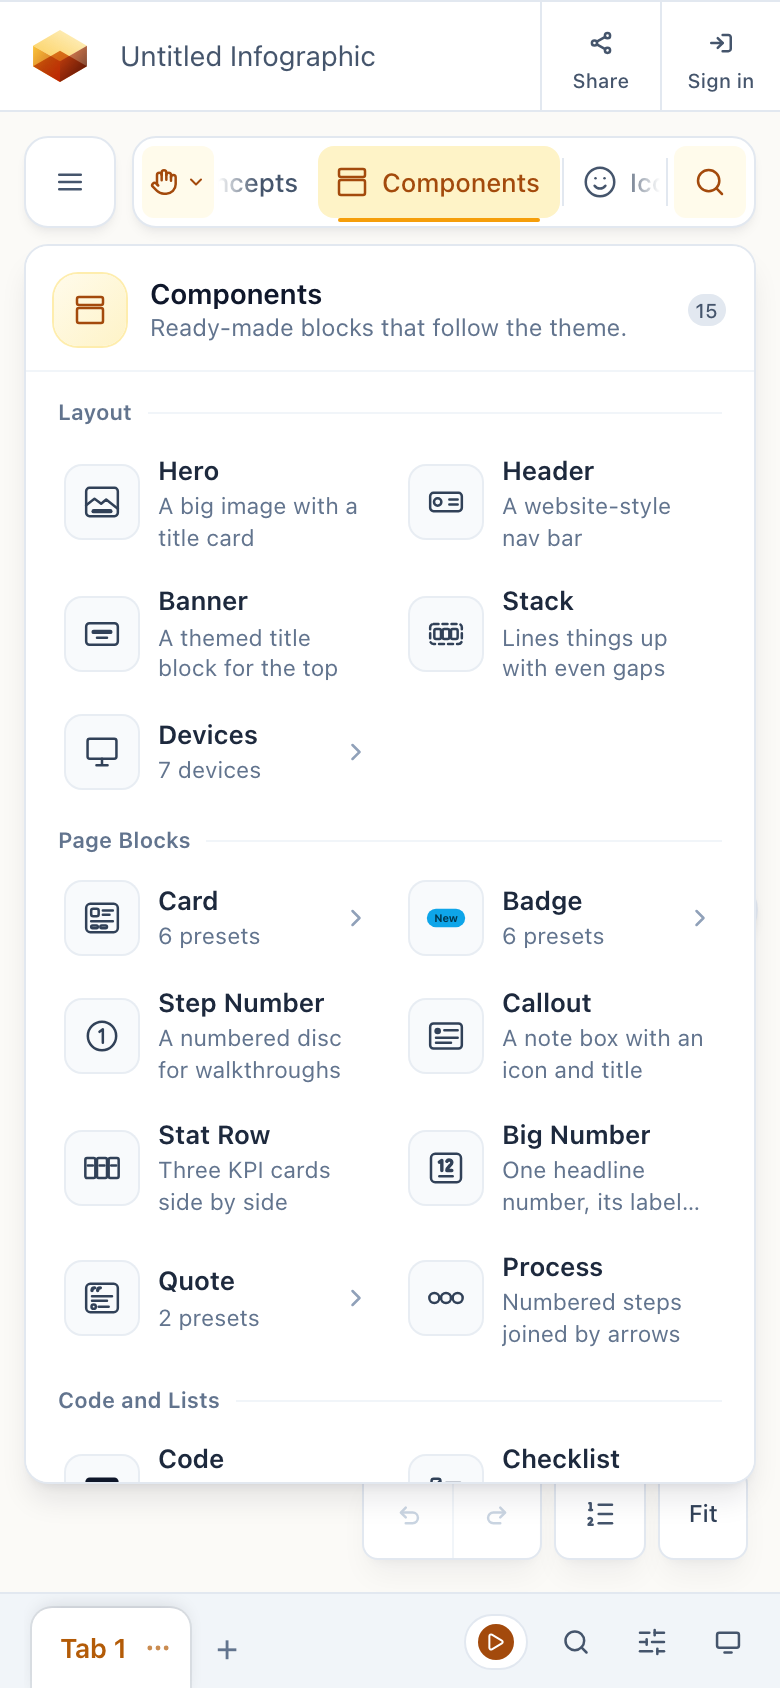 Untitled Infographic
Share
Sign in
ncepts
Components
Ic
Components
Ready-made blocks that follow the theme.
15
Layout
Hero
A big image with a
title card
Header
A website-style
nav bar
Banner
A themed title
block for the top
Stack
Lines things up
with even gaps
Devices
7 devices
Page Blocks
Card
6 presets
New
Badge
6 presets
1
Step Number
A numbered disc
for walkthroughs
Callout
A note box with an
icon and title
Stat Row
Three KPI cards
side by side
12
Big Number
One headline
number, its label...
Quote
2 presets
Process
Numbered steps
joined by arrows
Code and Lists
Code
Checklist
1
2
Fit
Tab 1